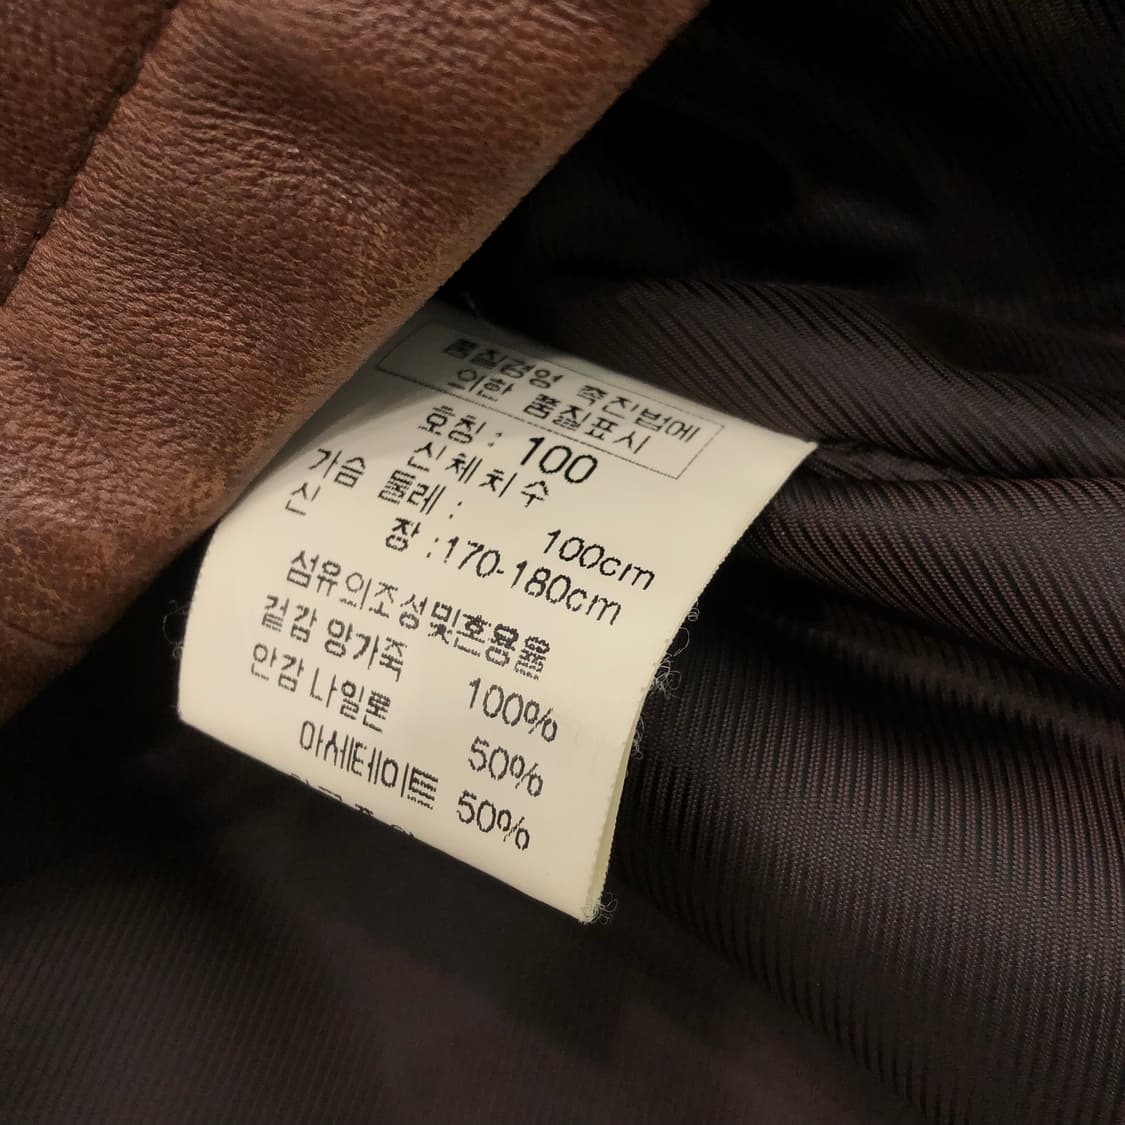 품질경영 촉진법에
의한 품질표시
호칭 : 100
신체치수
가슴 둘레 : 100cm
신 장 : 170-180cm
섬유의조성및혼용율
겉감 양가죽 100%
안감 나일론 50%
아세테이트 50%